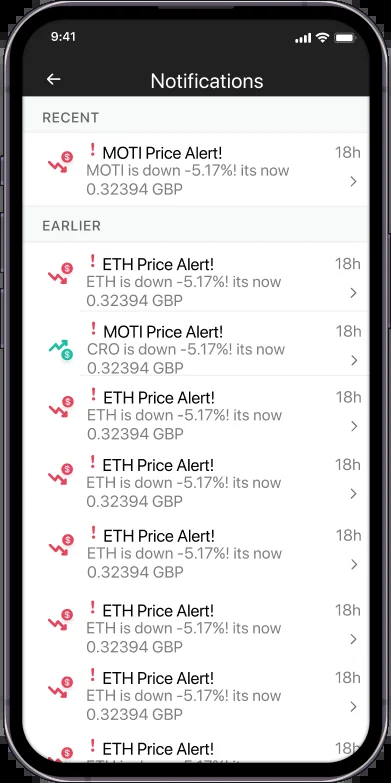 9:41
Notifications
RECENT
! MOTI Price Alert! 18h
MOTI is down -5.17%! its now
0.32394 GBP
EARLIER
! ETH Price Alert! 18h
ETH is down -5.17%! its now
0.32394 GBP
! MOTI Price Alert! 18h
CRO is down -5.17%! its now
0.32394 GBP
! ETH Price Alert! 18h
ETH is down -5.17%! its now
0.32394 GBP
! ETH Price Alert! 18h
ETH is down -5.17%! its now
0.32394 GBP
! ETH Price Alert! 18h
ETH is down -5.17%! its now
0.32394 GBP
! ETH Price Alert! 18h
ETH is down -5.17%! its now
0.32394 GBP
! ETH Price Alert! 18h
ETH is down -5.17%! its now
0.32394 GBP
! ETH Price Alert! 18h